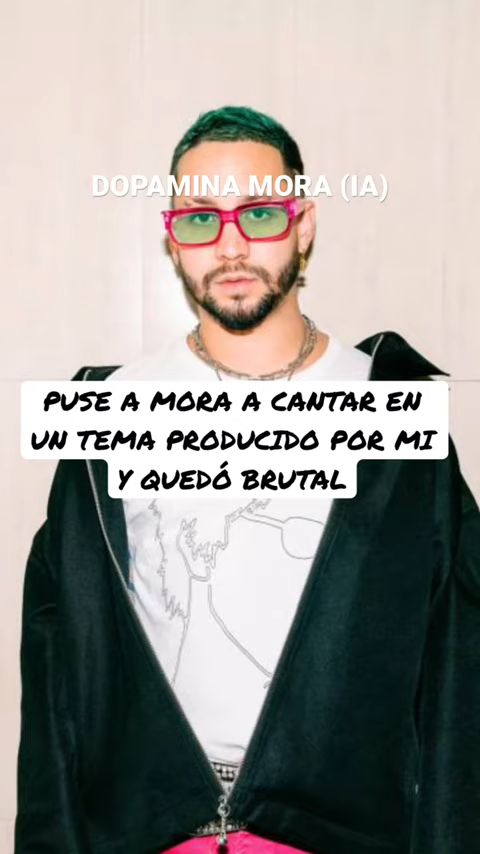 DOPAMINA MORA (IA)
PUSE A MORA A CANTAR EN
UN TEMA PRODUCIDO POR MI
Y QUEDÓ BRUTAL